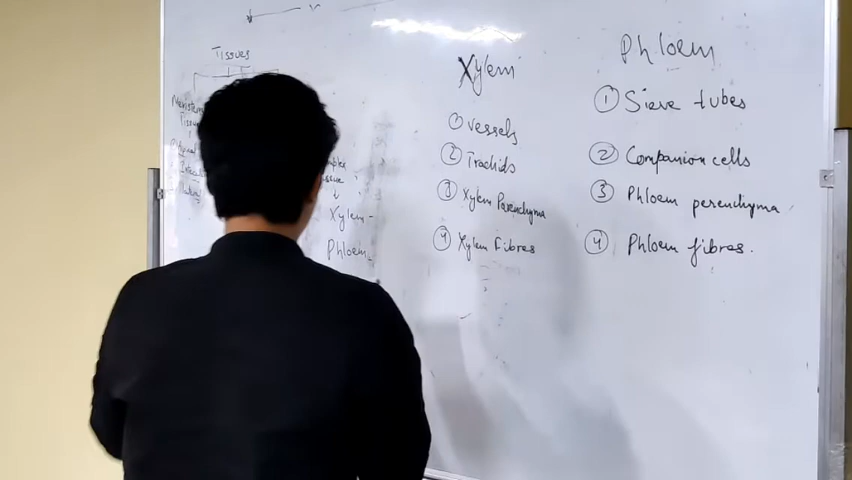 Tissues
Xylem -
Phloem -
Xylem
① Vessels
② Trachids
③ Xylem Parenchyma
④ Xylem Fibres
Phloem
① Sieve tubes
② Companion cells
③ Phloem perenchyma
④ Phloem fibres.